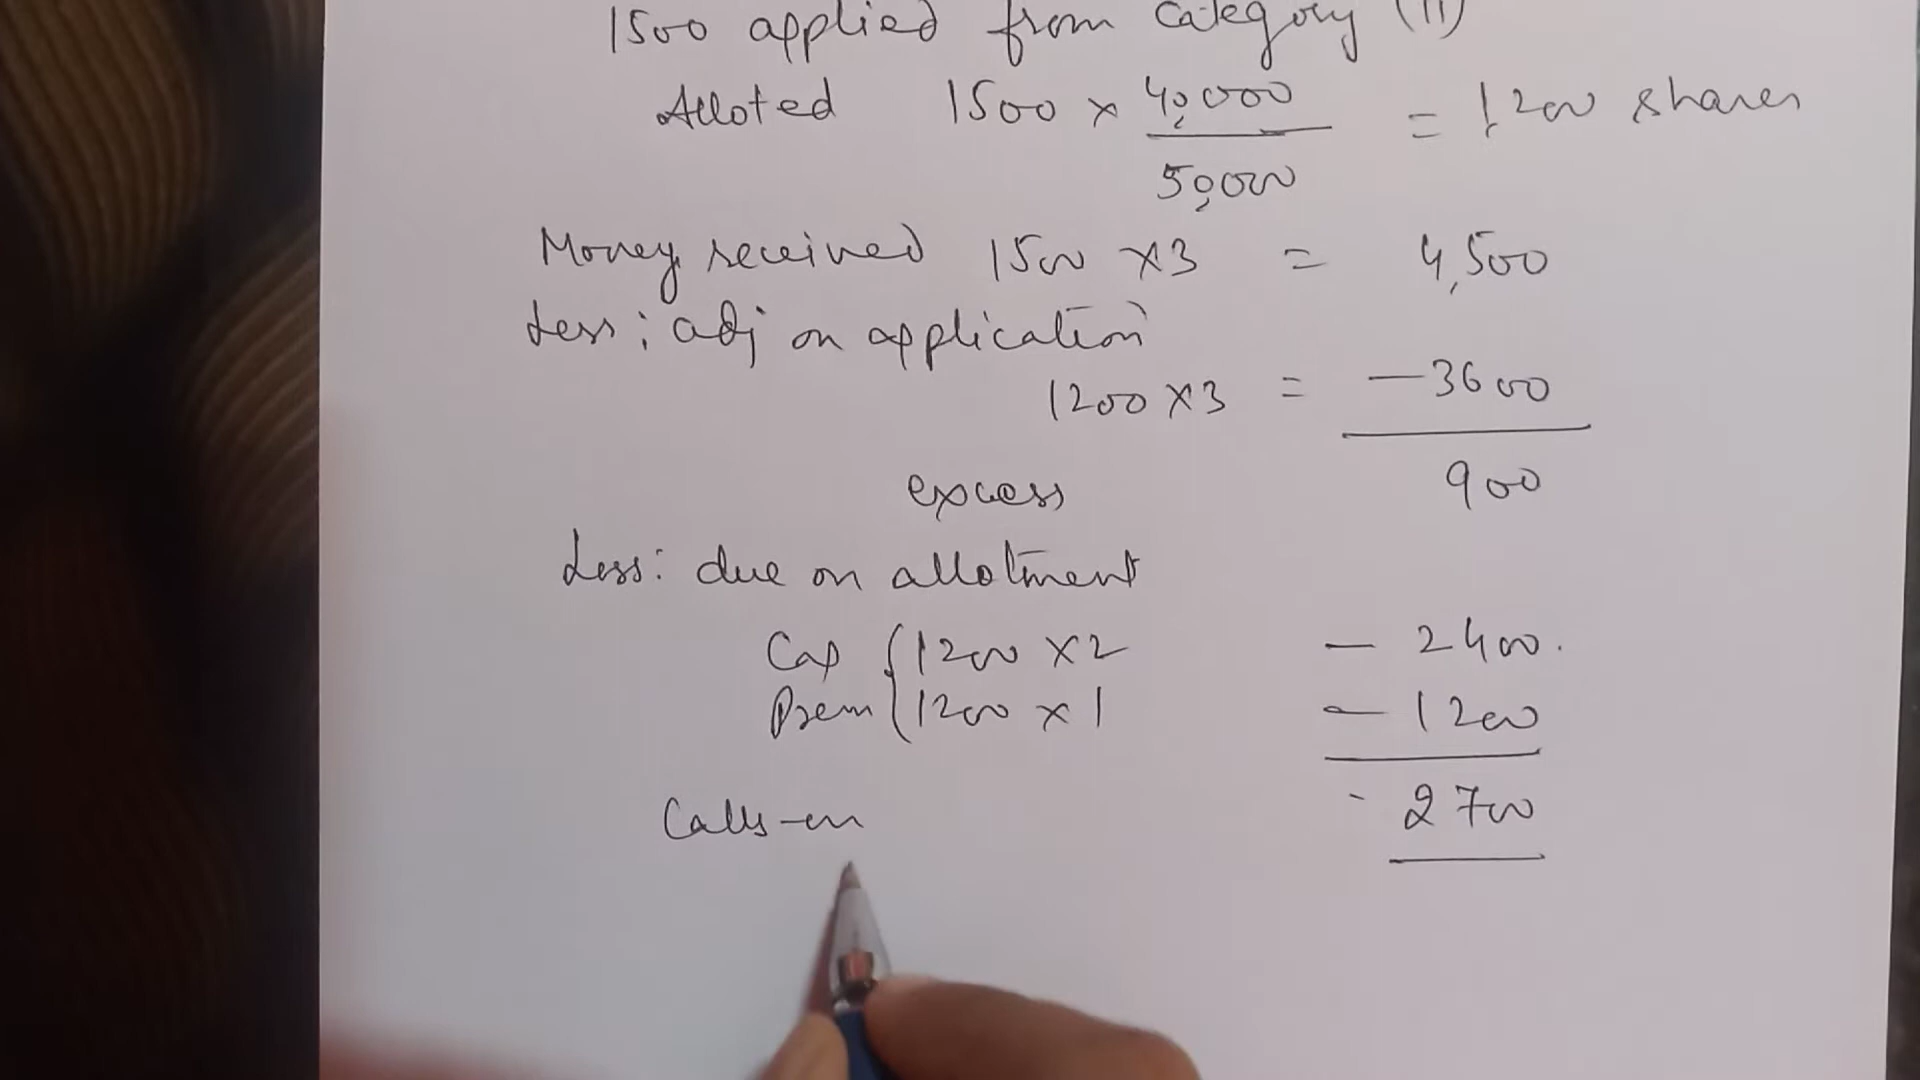 1500 applied from Category (II)
Alloted 1500 × 40,000 = 1200 shares
50,000
Money received 1500 ×3 = 4,500
Less: adj on application
1200 ×3 = —3600
excess 900
Less: due on allotment
Cap { 1200 ×2 — 2400.
Prem 1200 × 1 — 1200
Calls-in - 2700